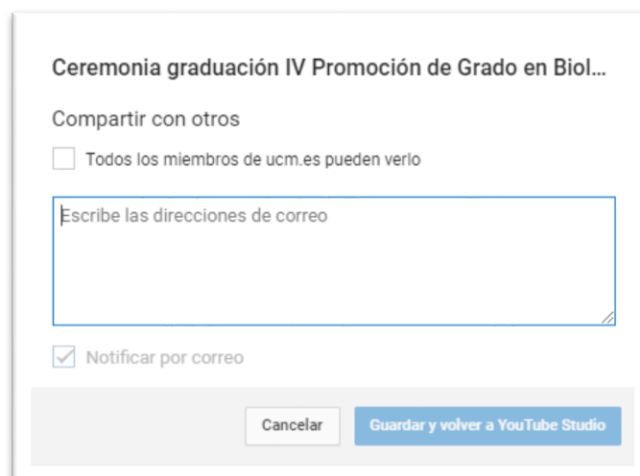 Ceremonia graduación IV Promoción de Grado en Biol...
Compartir con otros
Todos los miembros de ucm.es pueden verlo
Escribe las direcciones de correo
Notificar por correo
Cancelar
Guardar y volver a YouTube Studio